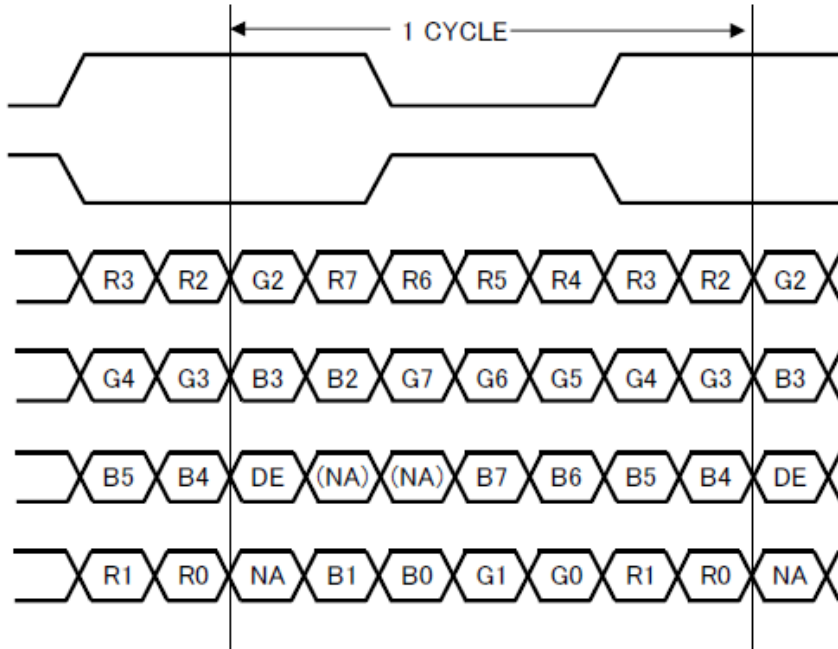 1 CYCLE
R3 R2 G2 R7 R6 R5 R4 R3 R2 G2
G4 G3 B3 B2 G7 G6 G5 G4 G3 B3
B5 B4 DE (NA) (NA) B7 B6 B5 B4 DE
R1 R0 NA B1 B0 G1 G0 R1 R0 NA